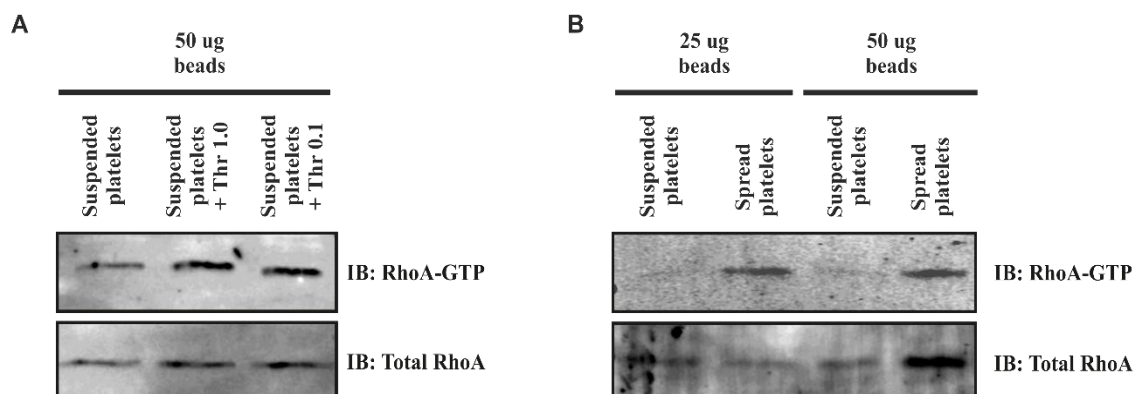 A
50 ug
beads
Suspended
platelets
Suspended
platelets
+ Thr 1.0
Suspended
platelets
+ Thr 0.1
IB: RhoA-GTP
IB: Total RhoA
B
25 ug
beads
50 ug
beads
Suspended
platelets
Spread
platelets
Suspended
platelets
Spread
platelets
IB: RhoA-GTP
IB: Total RhoA